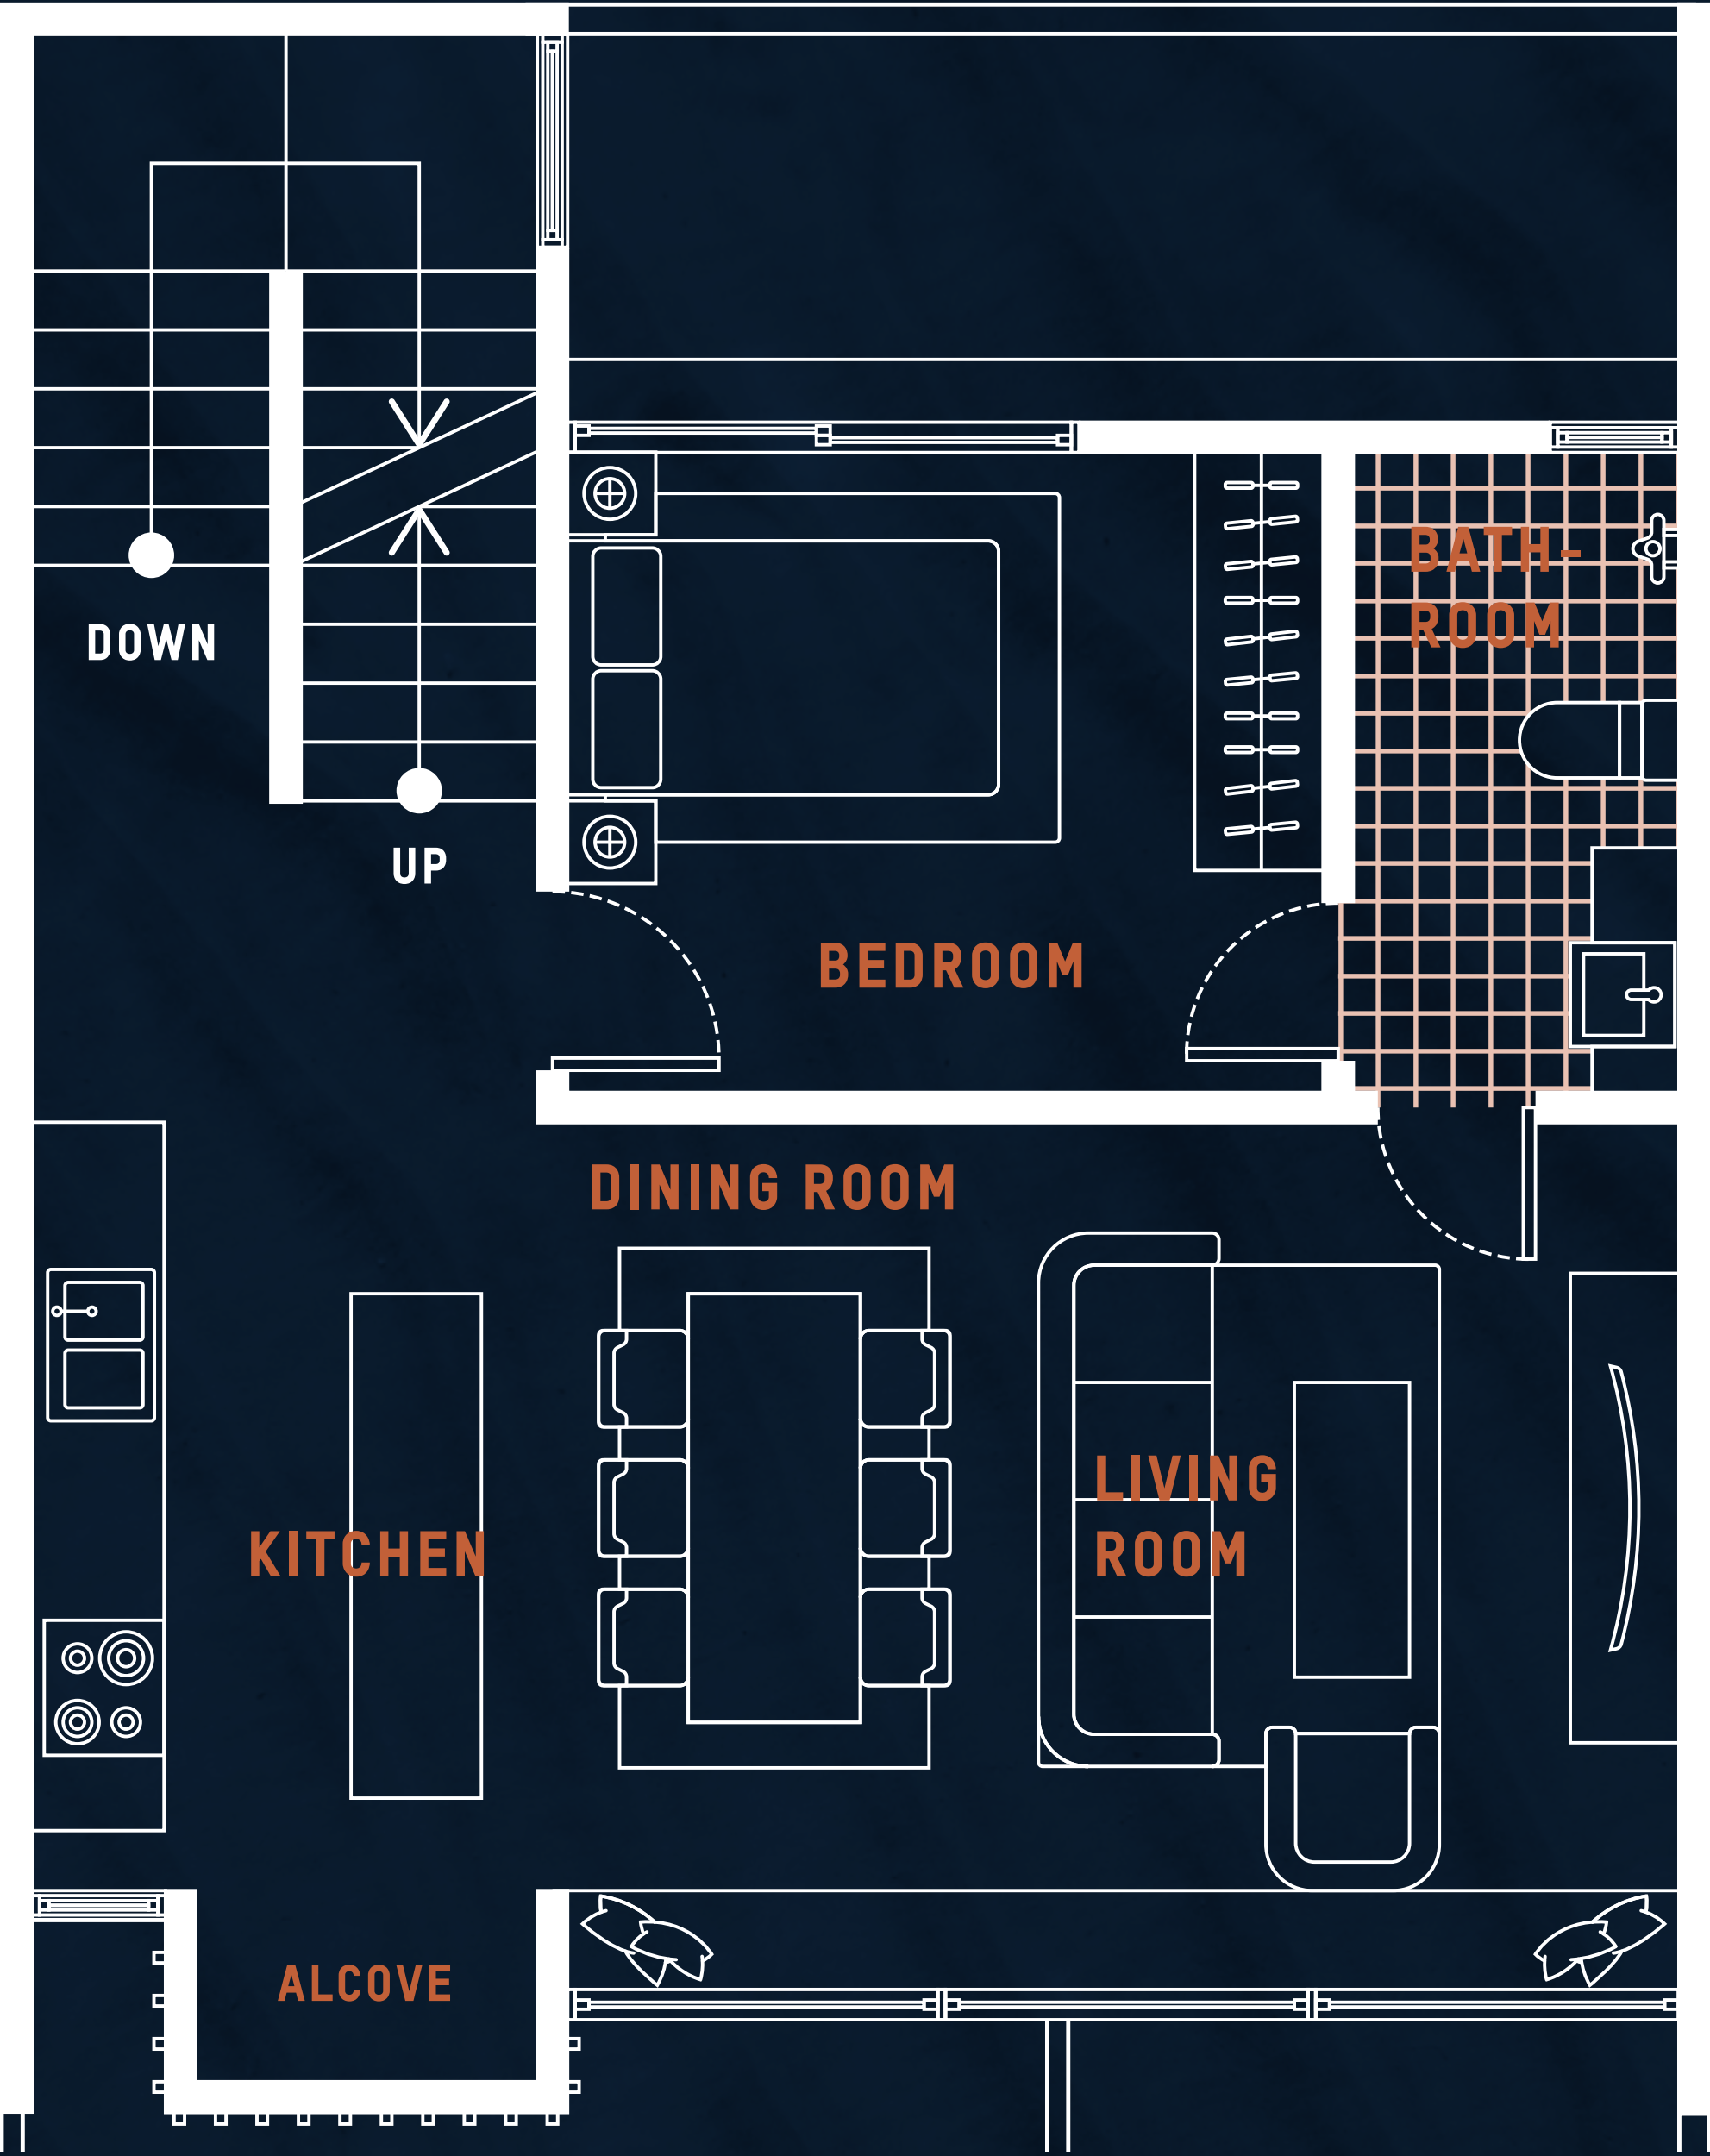 BATH-
ROOM
DOWN
UP
BEDROOM
DINING ROOM
LIVING
ROOM
KITCHEN
ALCOVE